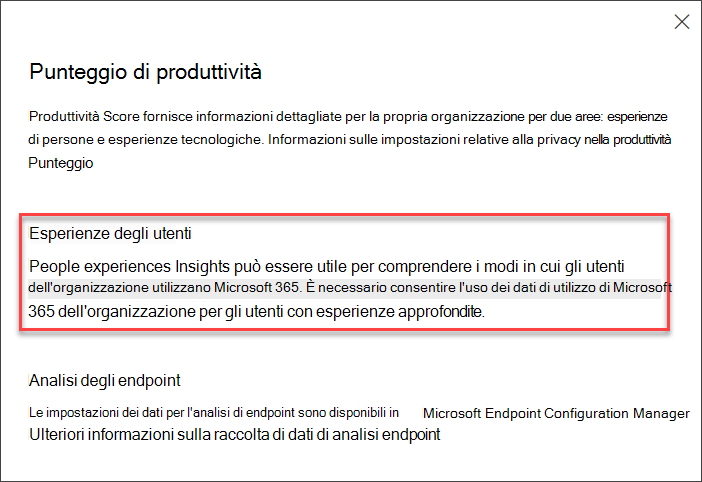 Punteggio di produttività
Produttività Score fornisce informazioni dettagliate per la propria organizzazione per due aree: esperienze
di persone e esperienze tecnologiche. Informazioni sulle impostazioni relative alla privacy nella produttività
Punteggio
Esperienze degli utenti
People experiences Insights può essere utile per comprendere i modi in cui gli utenti
dell'organizzazione utilizzano Microsoft 365. È necessario consentire l'uso dei dati di utilizzo di Microsoft
365 dell'organizzazione per gli utenti con esperienze approfondite.
Analisi degli endpoint
Le impostazioni dei dati per l'analisi di endpoint sono disponibili in Microsoft Endpoint Configuration Manager
Ulteriori informazioni sulla raccolta di dati di analisi endpoint